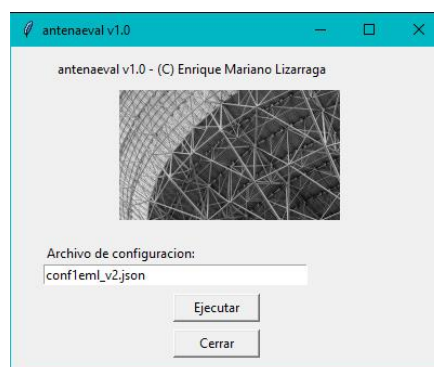 antenaeval v1.0
antenaeval v1.0 - (C) Enrique Mariano Lizarraga
Archivo de configuracion:
conf1eml_v2.json
Ejecutar
Cerrar